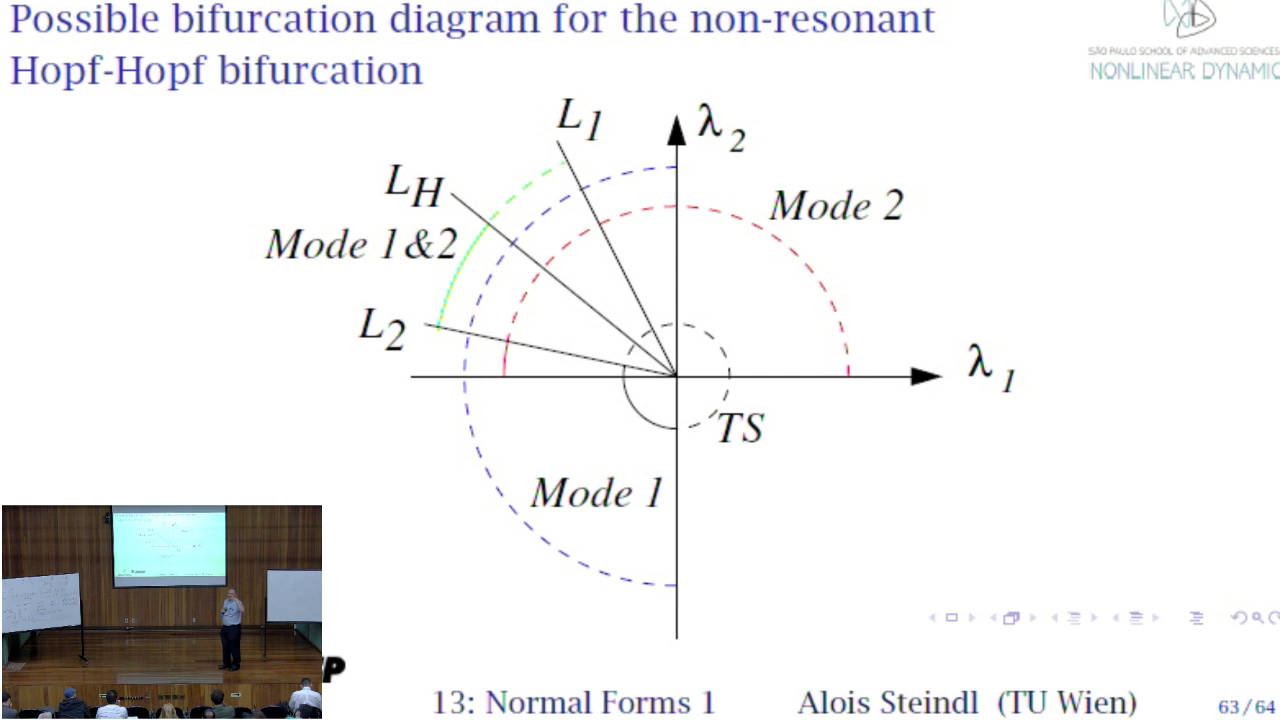 Possible bifurcation diagram for the non-resonant
Hopf-Hopf bifurcation
SÃO PAULO SCHOOL OF ADVANCED SCIENCES
NONLINEAR DYNAMIC
L1
λ2
LH
Mode 2
Mode 1&2
L2
λ1
TS
Mode 1
13: Normal Forms 1 Alois Steindl (TU Wien) 63/64